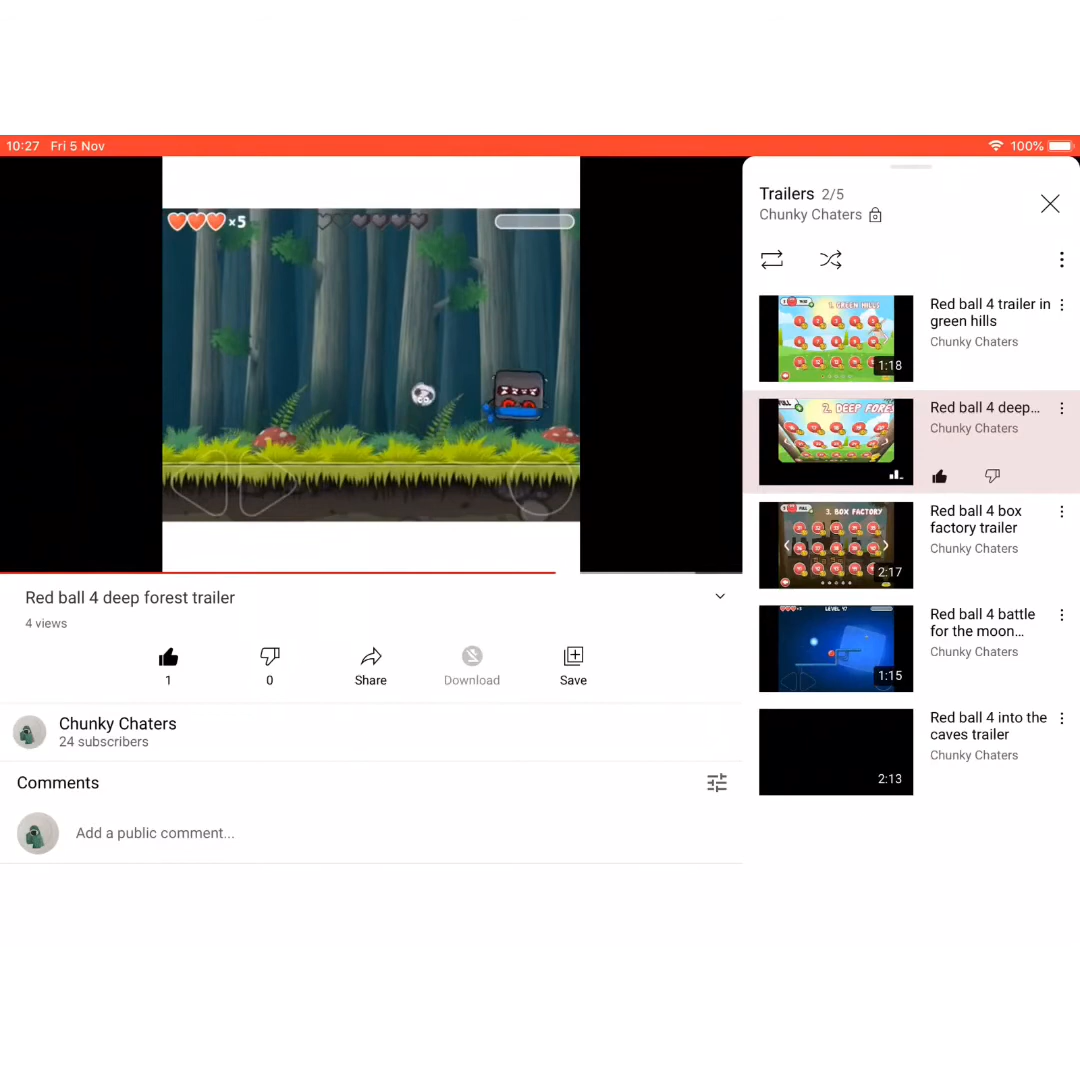 10:27 Fri 5 Nov
100%
×5
Red ball 4 deep forest trailer
4 views
1
0
Share
Download
Save
Chunky Chaters
24 subscribers
Comments
Add a public comment...
Trailers 2/5
Chunky Chaters
1. GREEN HILLS
1:18
Red ball 4 trailer in
green hills
Chunky Chaters
2. DEEP FORES
Red ball 4 deep...
Chunky Chaters
3. BOX FACTORY
2:17
Red ball 4 box
factory trailer
Chunky Chaters
LEVEL 47
1:15
Red ball 4 battle
for the moon...
Chunky Chaters
2:13
Red ball 4 into the
caves trailer
Chunky Chaters